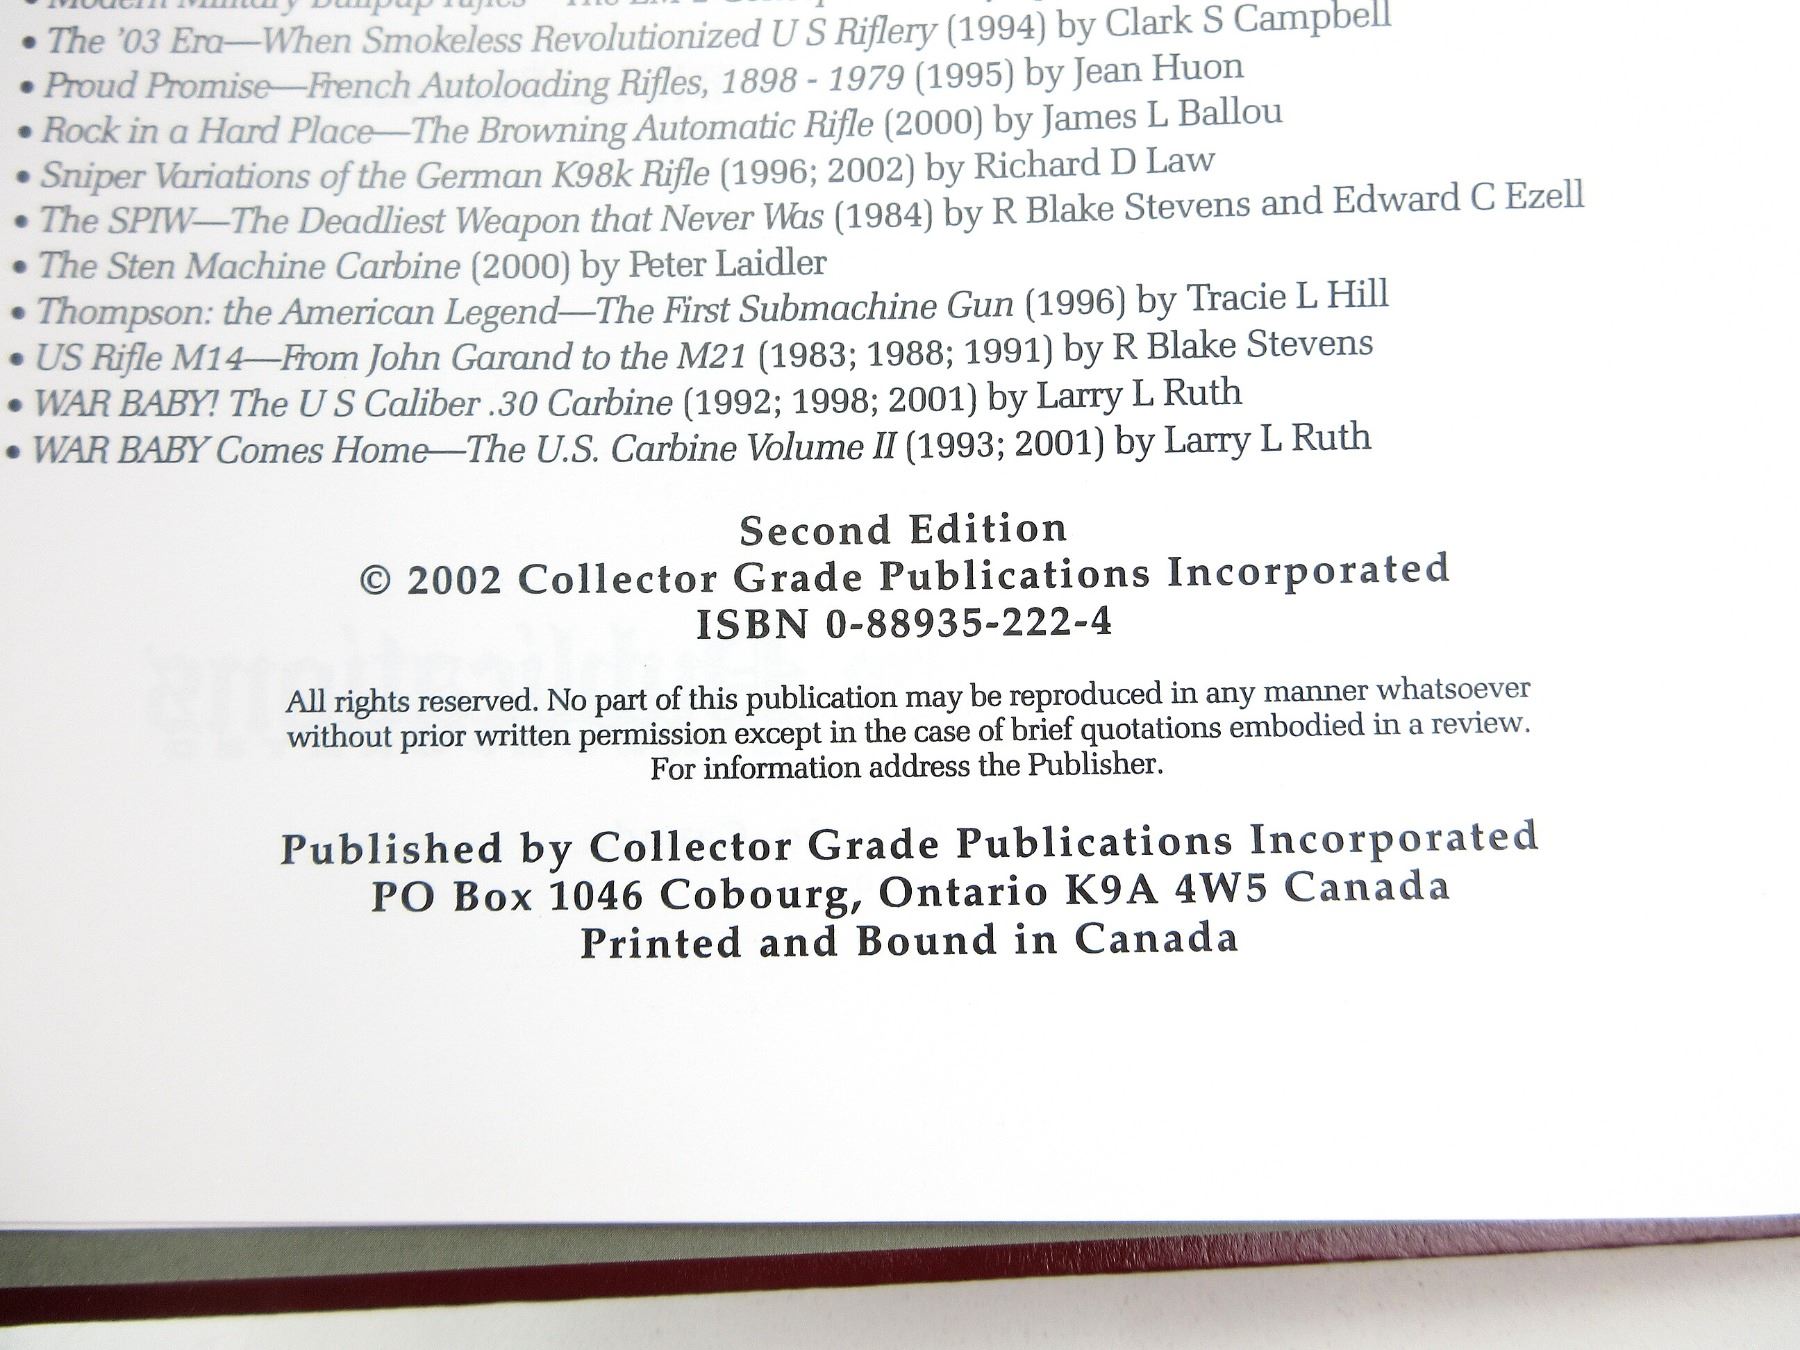 • Modern Military Bullpup Rifles—The EM-2
• The '03 Era—When Smokeless Revolutionized U S Riflery (1994) by Clark S Campbell
• Proud Promise—French Autoloading Rifles, 1898 - 1979 (1995) by Jean Huon
• Rock in a Hard Place—The Browning Automatic Rifle (2000) by James L Ballou
• Sniper Variations of the German K98k Rifle (1996; 2002) by Richard D Law
• The SPIW—The Deadliest Weapon that Never Was (1984) by R Blake Stevens and Edward C Ezell
• The Sten Machine Carbine (2000) by Peter Laidler
• Thompson: the American Legend—The First Submachine Gun (1996) by Tracie L Hill
• US Rifle M14—From John Garand to the M21 (1983; 1988; 1991) by R Blake Stevens
• WAR BABY! The U S Caliber .30 Carbine (1992; 1998; 2001) by Larry L Ruth
• WAR BABY Comes Home—The U.S. Carbine Volume II (1993; 2001) by Larry L Ruth
Second Edition
© 2002 Collector Grade Publications Incorporated
ISBN 0-88935-222-4
All rights reserved. No part of this publication may be reproduced in any manner whatsoever
without prior written permission except in the case of brief quotations embodied in a review.
For information address the Publisher.
Published by Collector Grade Publications Incorporated
PO Box 1046 Cobourg, Ontario K9A 4W5 Canada
Printed and Bound in Canada